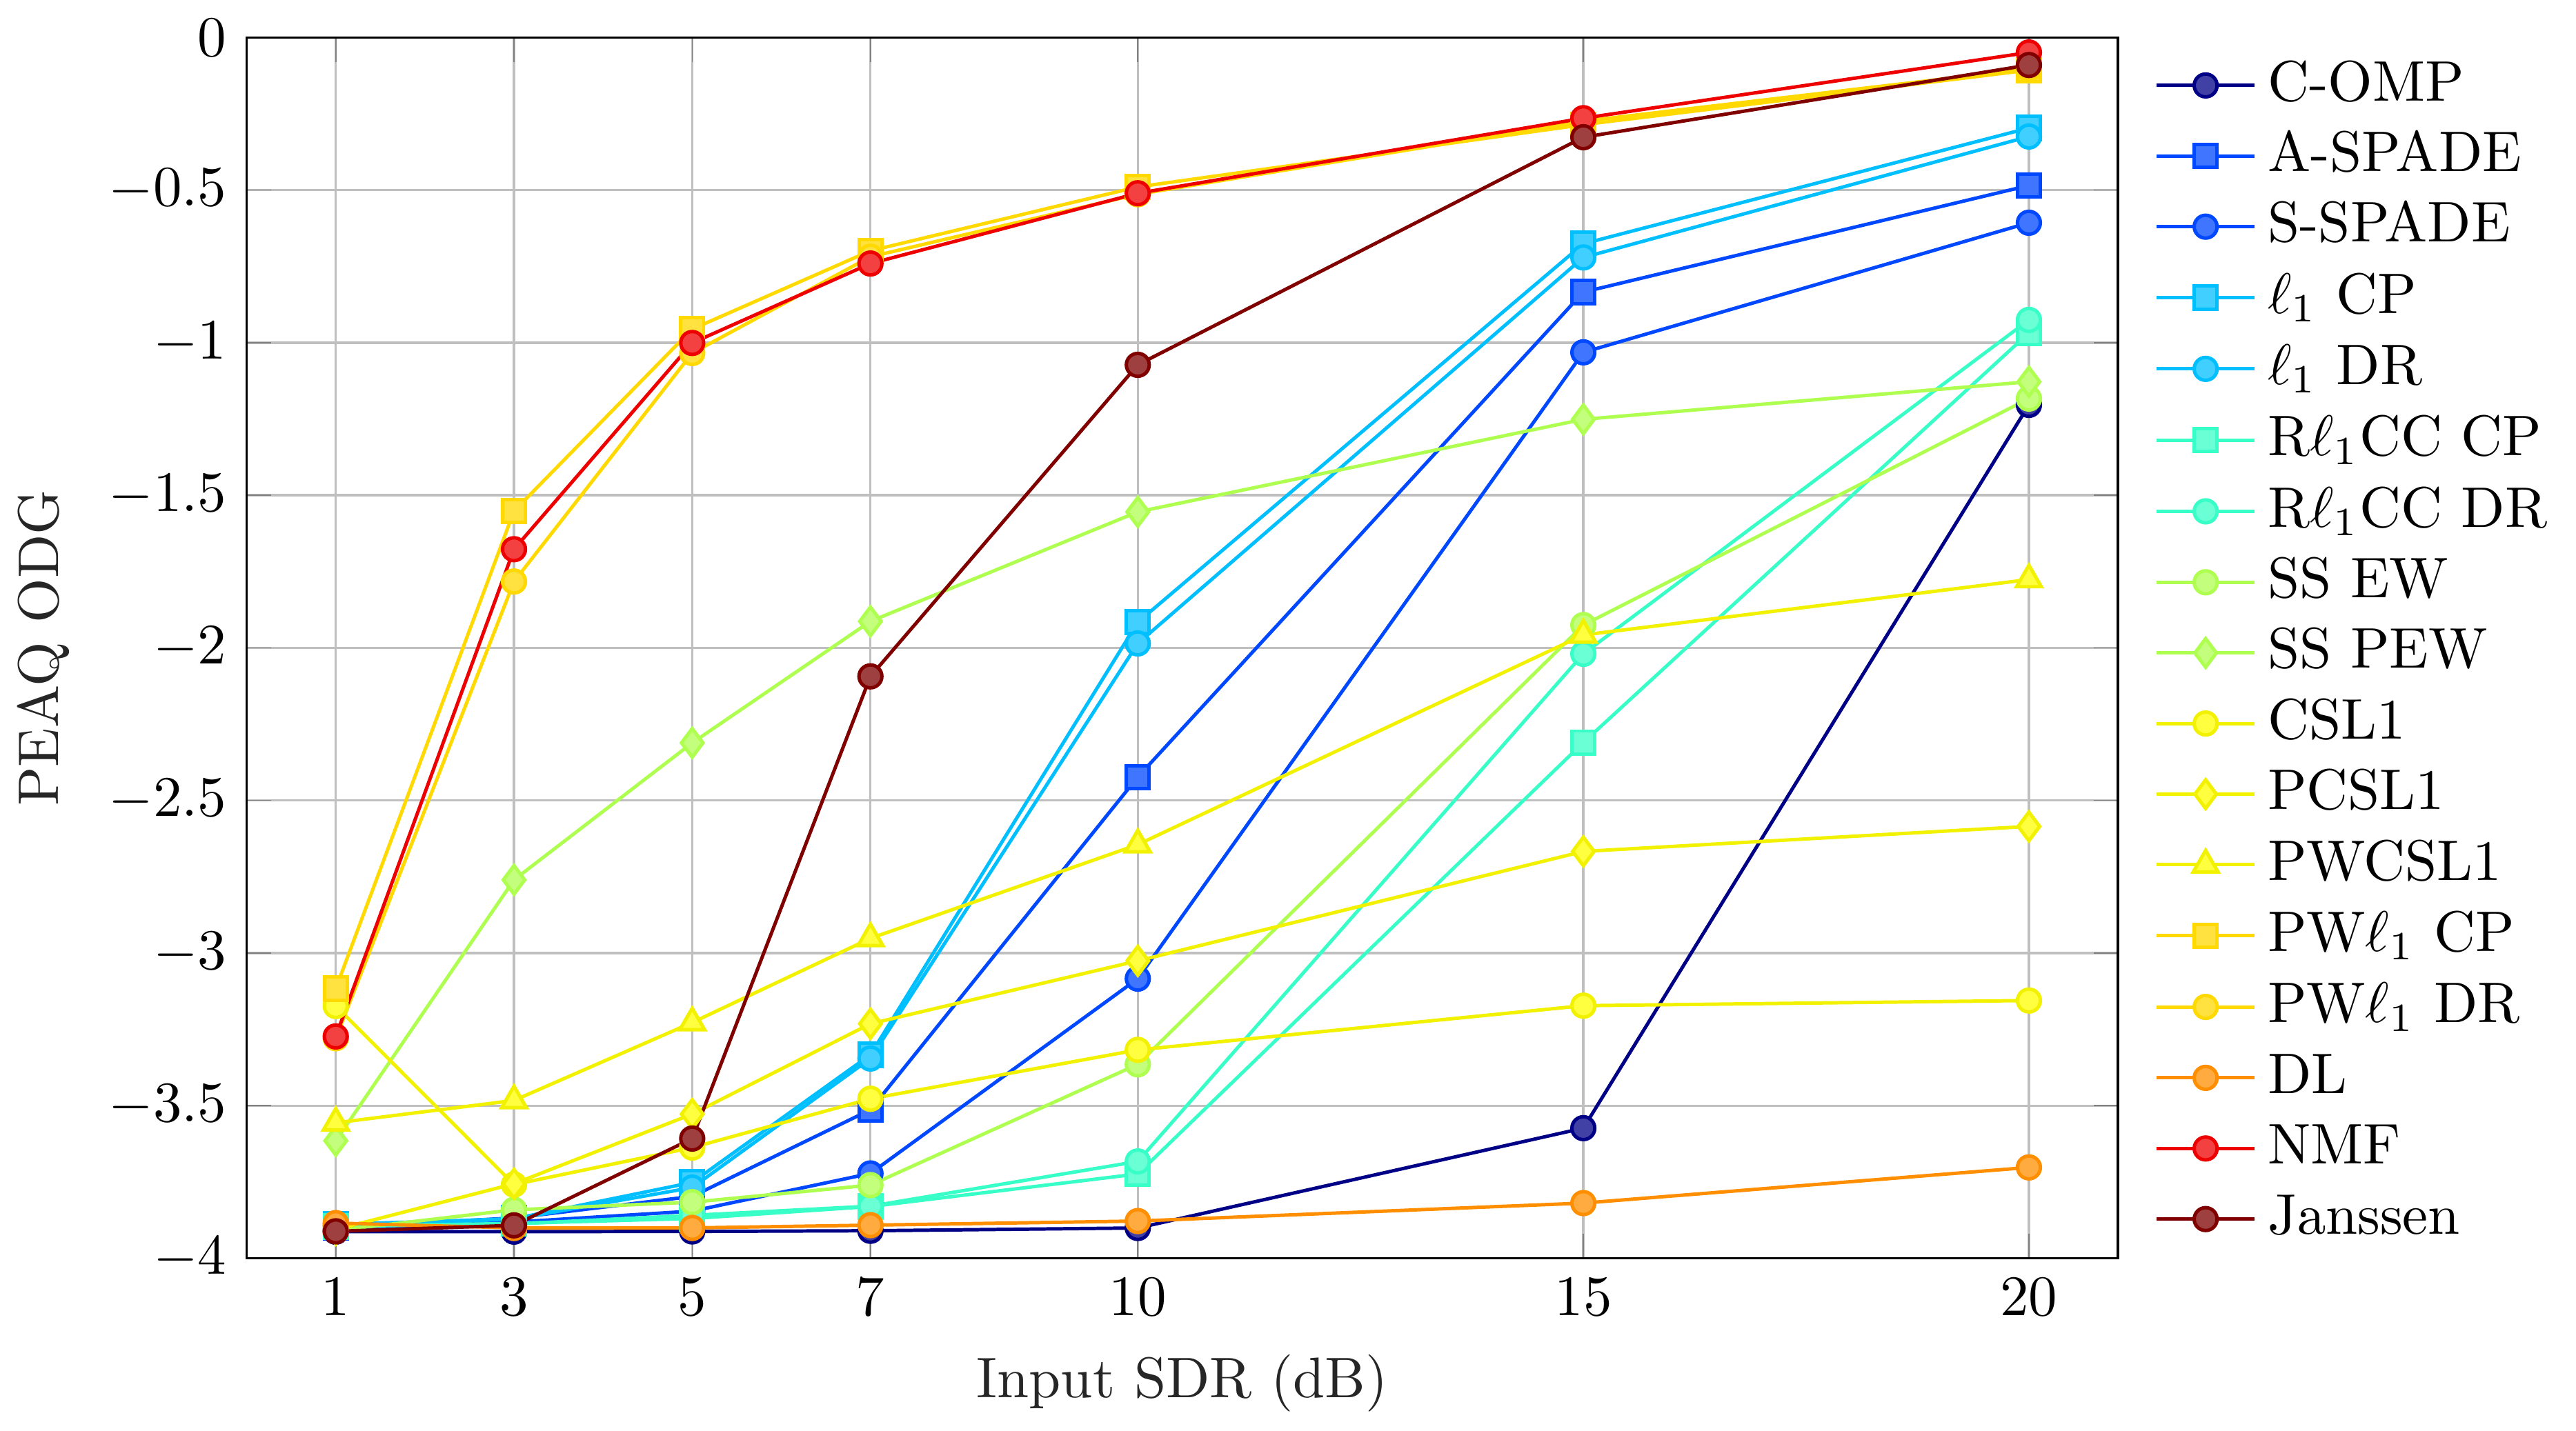 0
−0.5
−1
−1.5
−2
−2.5
−3
−3.5
−4
PEAQ ODG
1 3 5 7 10 15 20
Input SDR (dB)
C-OMP
A-SPADE
S-SPADE
ℓ₁ CP
ℓ₁ DR
Rℓ₁CC CP
Rℓ₁CC DR
SS EW
SS PEW
CSL1
PCSL1
PWCSL1
PWℓ₁ CP
PWℓ₁ DR
DL
NMF
Janssen